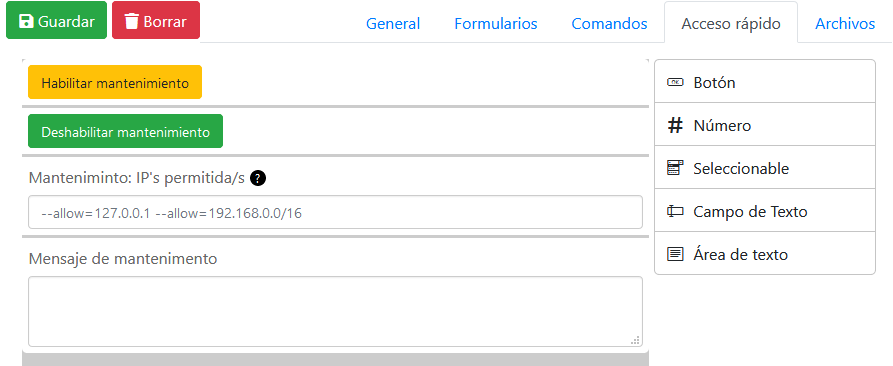 Guardar
Borrar
General
Formularios
Comandos
Acceso rápido
Archivos
Habilitar mantenimiento
Deshabilitar mantenimiento
Manteniminto: IP's permitida/s ?
--allow=127.0.0.1 --allow=192.168.0.0/16
Mensaje de mantenimento
Botón
Número
Seleccionable
Campo de Texto
Área de texto